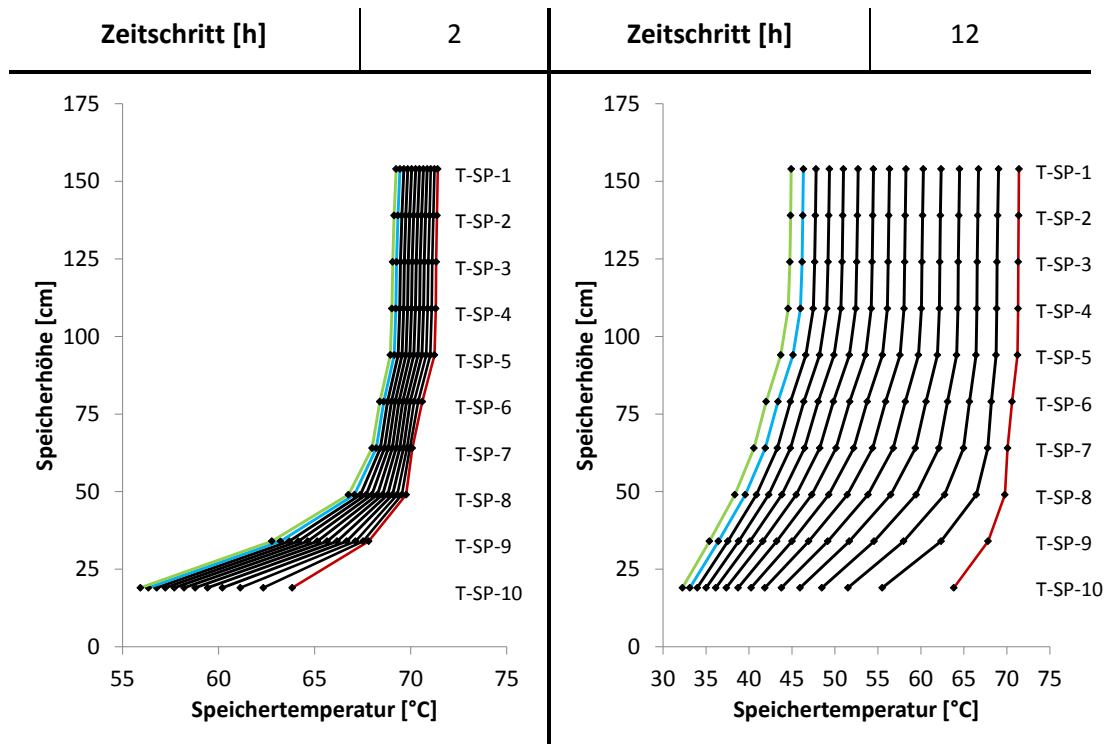 Zeitschritt [h] 2
Zeitschritt [h] 12
Speicherhöhe [cm]
175
150
125
100
75
50
25
0
T-SP-1
T-SP-2
T-SP-3
T-SP-4
T-SP-5
T-SP-6
T-SP-7
T-SP-8
T-SP-9
T-SP-10
55 60 65 70 75
Speichertemperatur [°C]
Speicherhöhe [cm]
175
150
125
100
75
50
25
0
T-SP-1
T-SP-2
T-SP-3
T-SP-4
T-SP-5
T-SP-6
T-SP-7
T-SP-8
T-SP-9
T-SP-10
30 35 40 45 50 55 60 65 70 75
Speichertemperatur [°C]